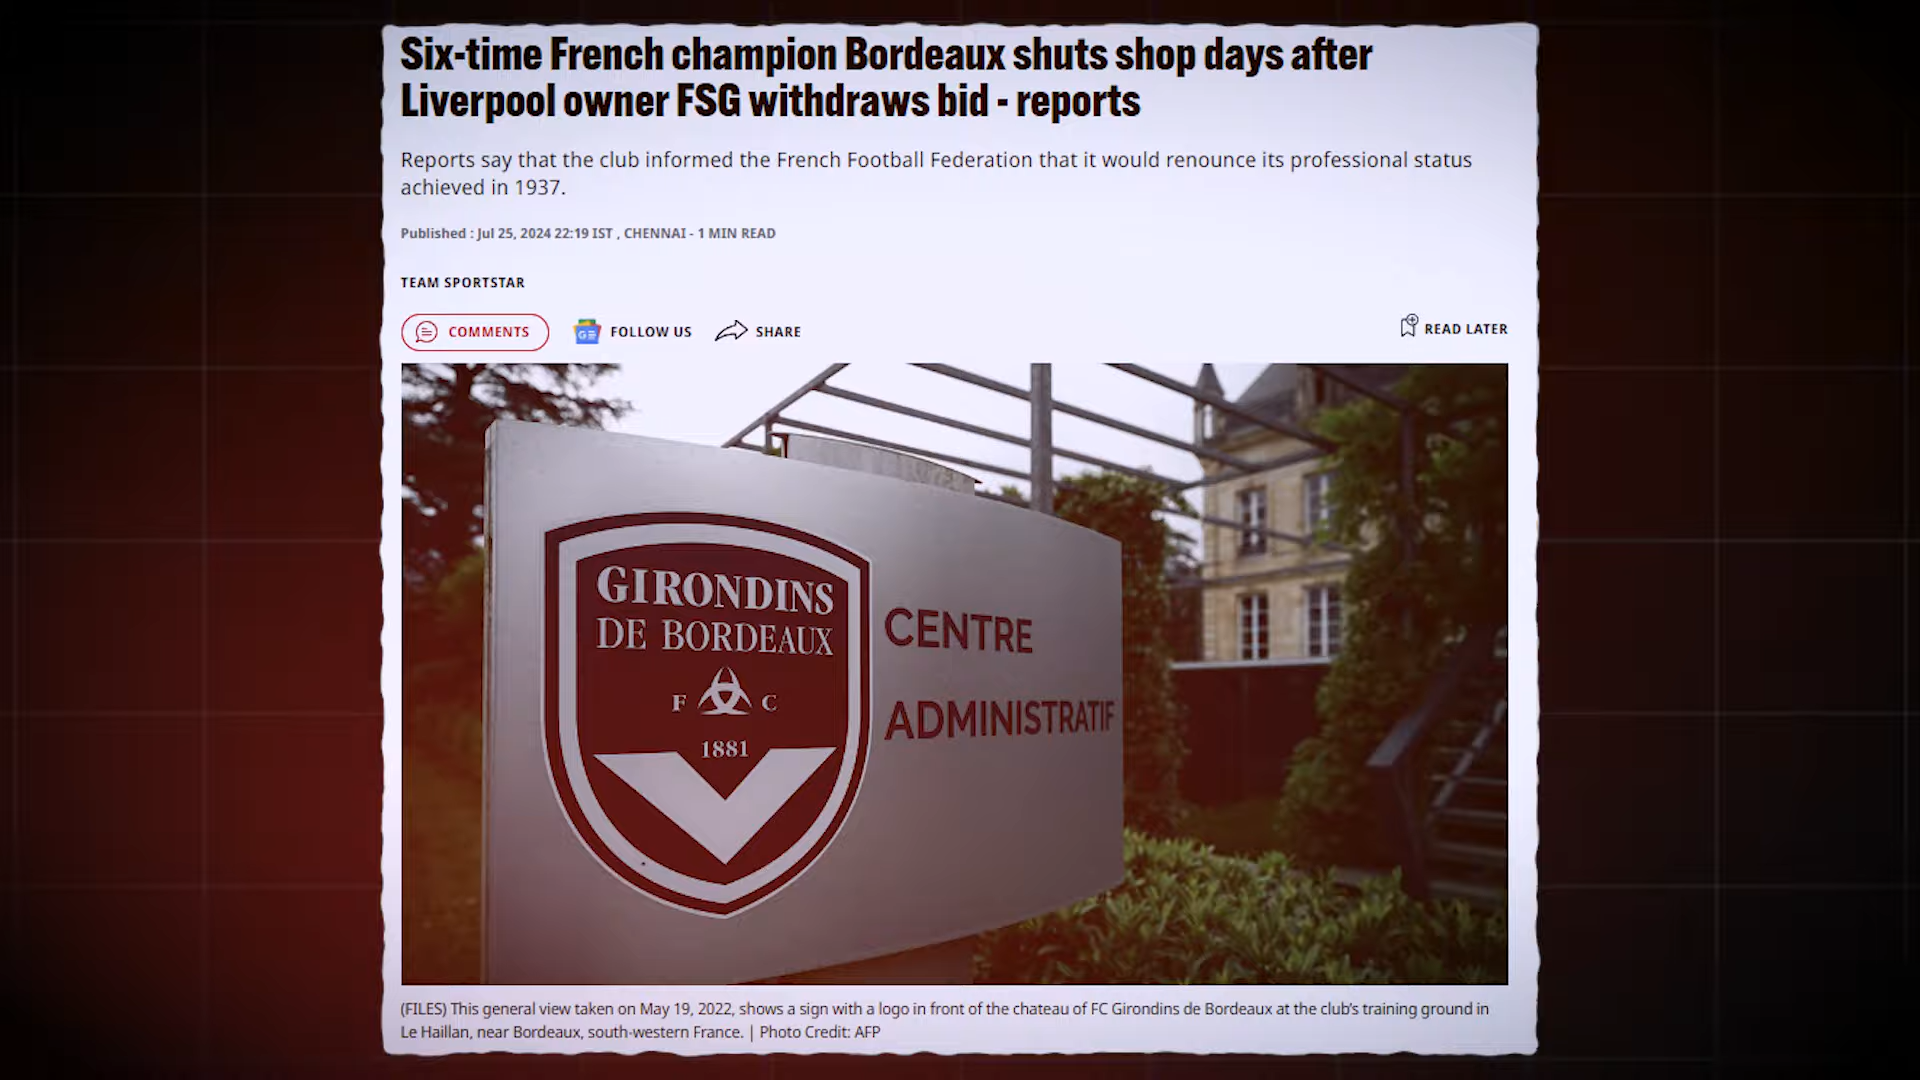 Six-time French champion Bordeaux shuts shop days after
Liverpool owner FSG withdraws bid - reports
Reports say that the club informed the French Football Federation that it would renounce its professional status
achieved in 1937.
Published : Jul 25, 2024 22:19 IST , CHENNAI - 1 MIN READ
TEAM SPORTSTAR
COMMENTS
FOLLOW US
SHARE
READ LATER
GIRONDINS
DE BORDEAUX
F C
1881
CENTRE
ADMINISTRATIF
(FILES) This general view taken on May 19, 2022, shows a sign with a logo in front of the chateau of FC Girondins de Bordeaux at the club's training ground in
Le Haillan, near Bordeaux, south-western France. | Photo Credit: AFP